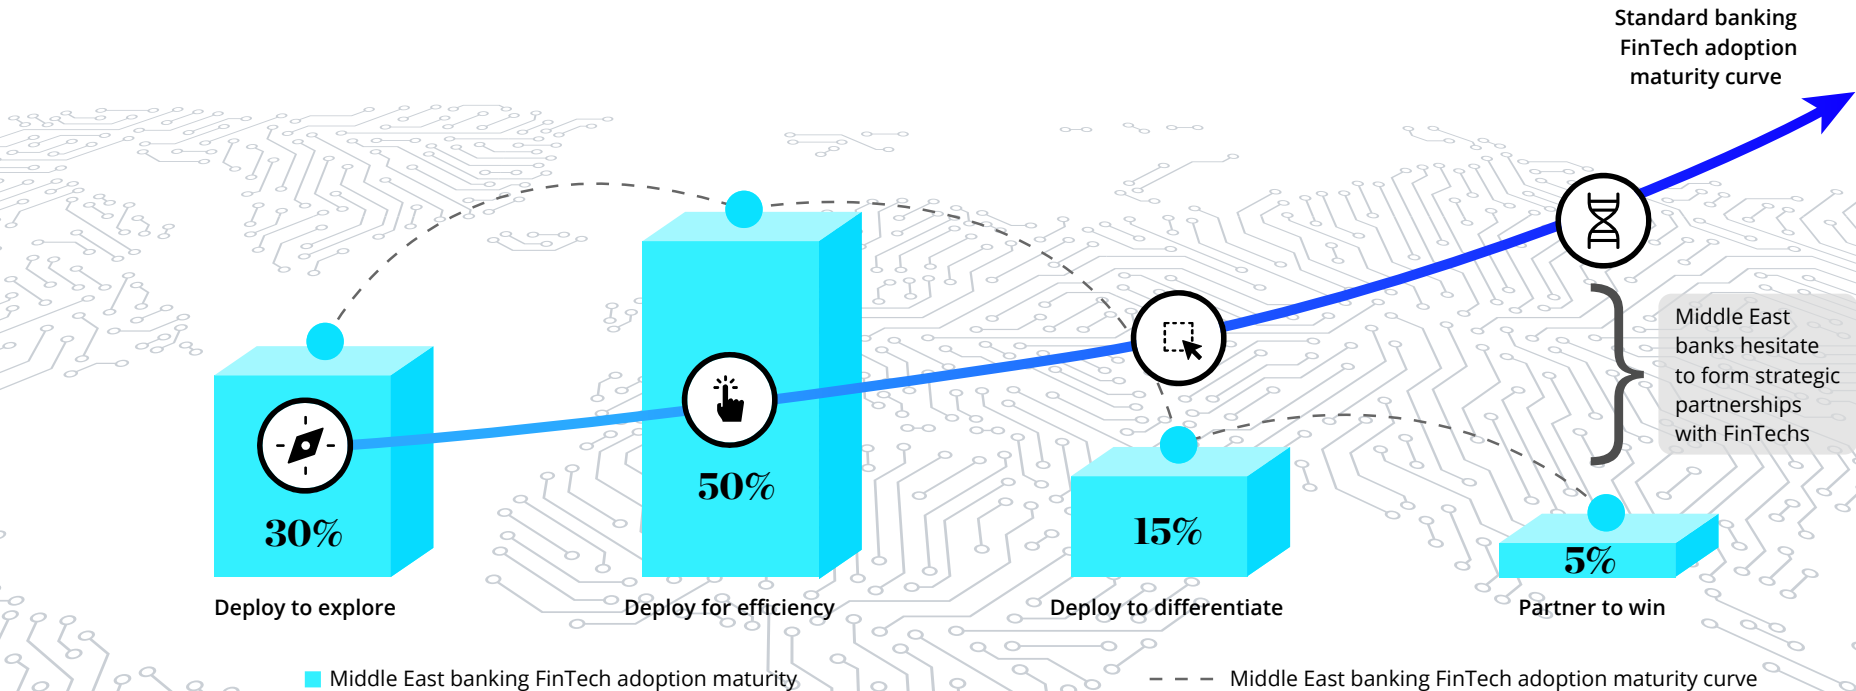 Standard banking
FinTech adoption
maturity curve
Middle East
banks hesitate
to form strategic
partnerships
with FinTechs
30%
50%
15%
5%
Deploy to explore
Deploy for efficiency
Deploy to differentiate
Partner to win
Middle East banking FinTech adoption maturity
Middle East banking FinTech adoption maturity curve